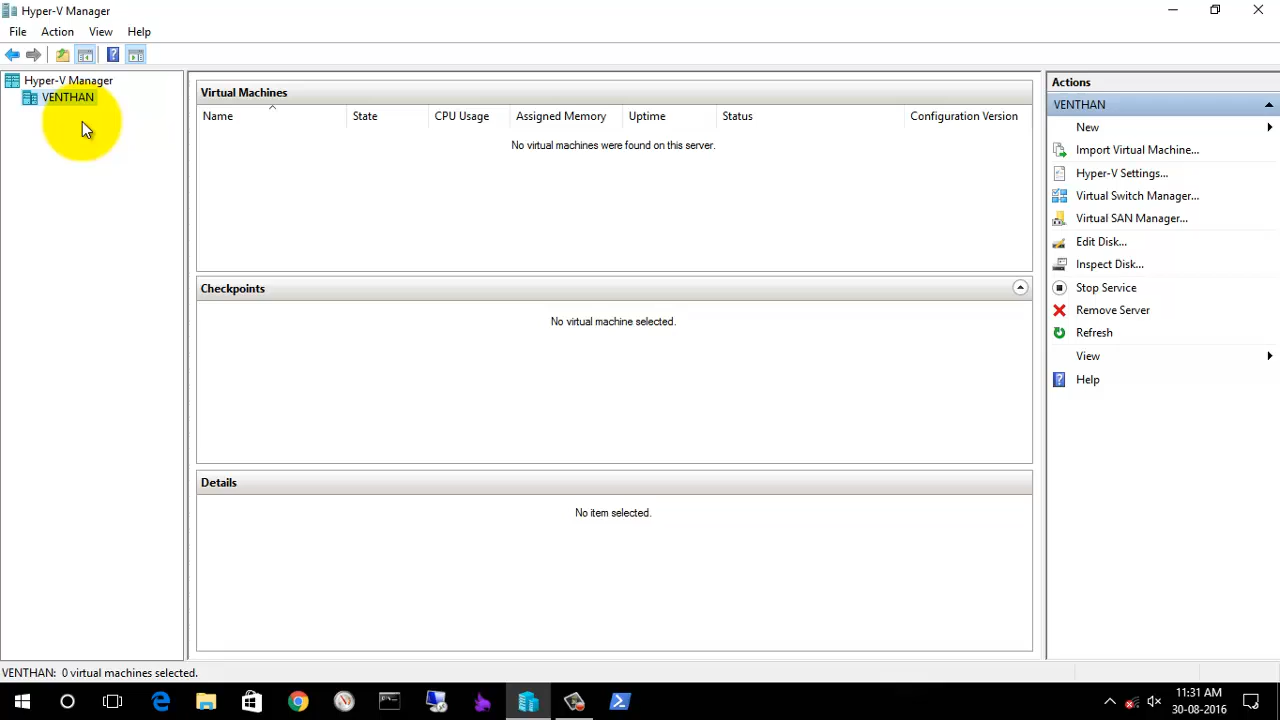 Hyper-V Manager
File Action View Help
Hyper-V Manager
VENTHAN
Virtual Machines
Name State CPU Usage Assigned Memory Uptime Status Configuration Version
No virtual machines were found on this server.
Checkpoints
No virtual machine selected.
Details
No item selected.
Actions
VENTHAN
New
Import Virtual Machine...
Hyper-V Settings...
Virtual Switch Manager...
Virtual SAN Manager...
Edit Disk...
Inspect Disk...
Stop Service
Remove Server
Refresh
View
Help
VENTHAN: 0 virtual machines selected.
11:31 AM
30-08-2016